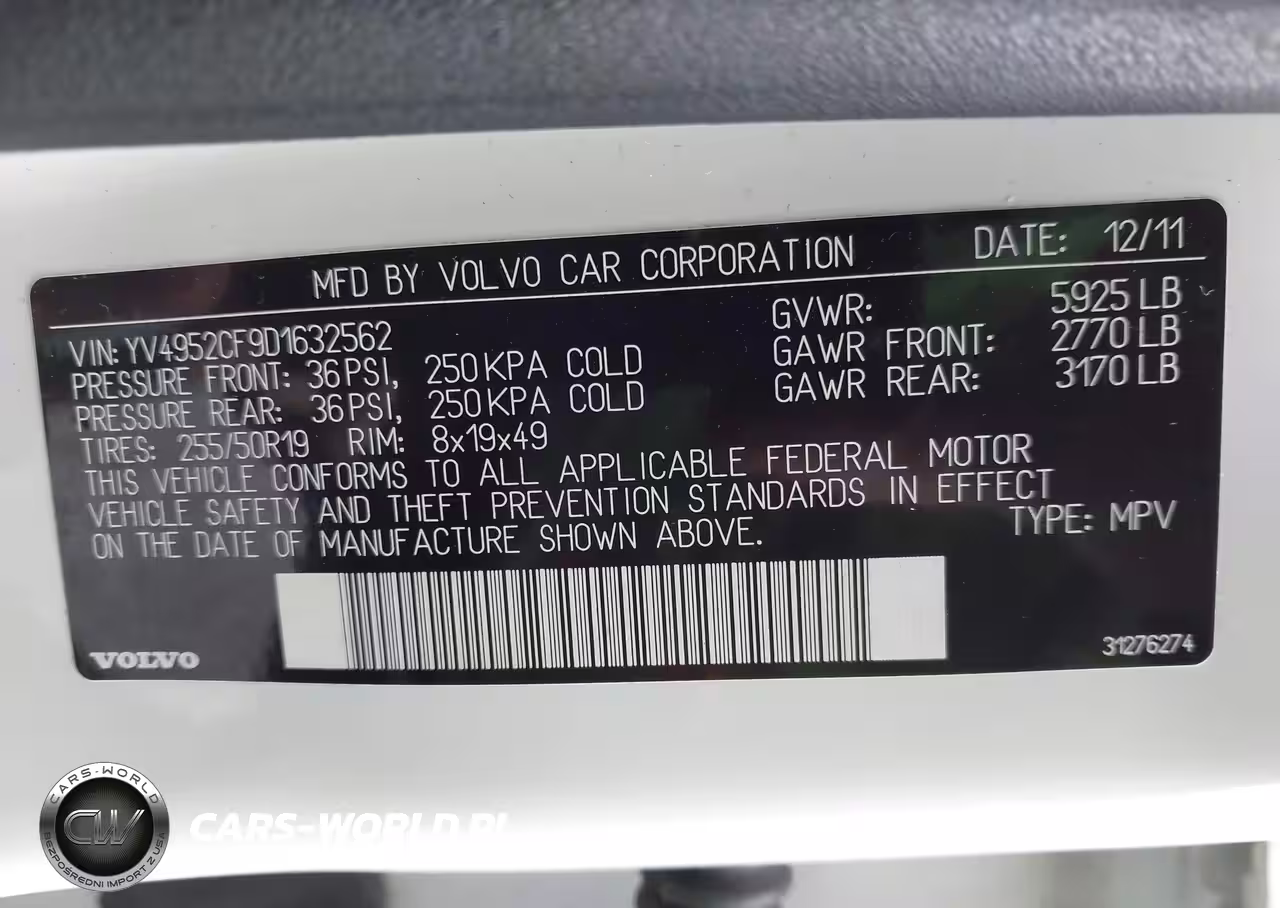 MFD BY VOLVO CAR CORPORATION DATE: 12/11
VIN: YV4952CF9D1632562
PRESSURE FRONT: 36 PSI, 250 KPA COLD
PRESSURE REAR: 36 PSI, 250 KPA COLD
TIRES: 255/50R19 RIM: 8x19x49
GVWR: 5925 LB
GAWR FRONT: 2770 LB
GAWR REAR: 3170 LB
THIS VEHICLE CONFORMS TO ALL APPLICABLE FEDERAL MOTOR
VEHICLE SAFETY AND THEFT PREVENTION STANDARDS IN EFFECT
ON THE DATE OF MANUFACTURE SHOWN ABOVE.
TYPE: MPV
VOLVO
31276274
CARS-WORLD
CW
BEZPOŚREDNI IMPORT Z USA
CARS-WORLD.PL